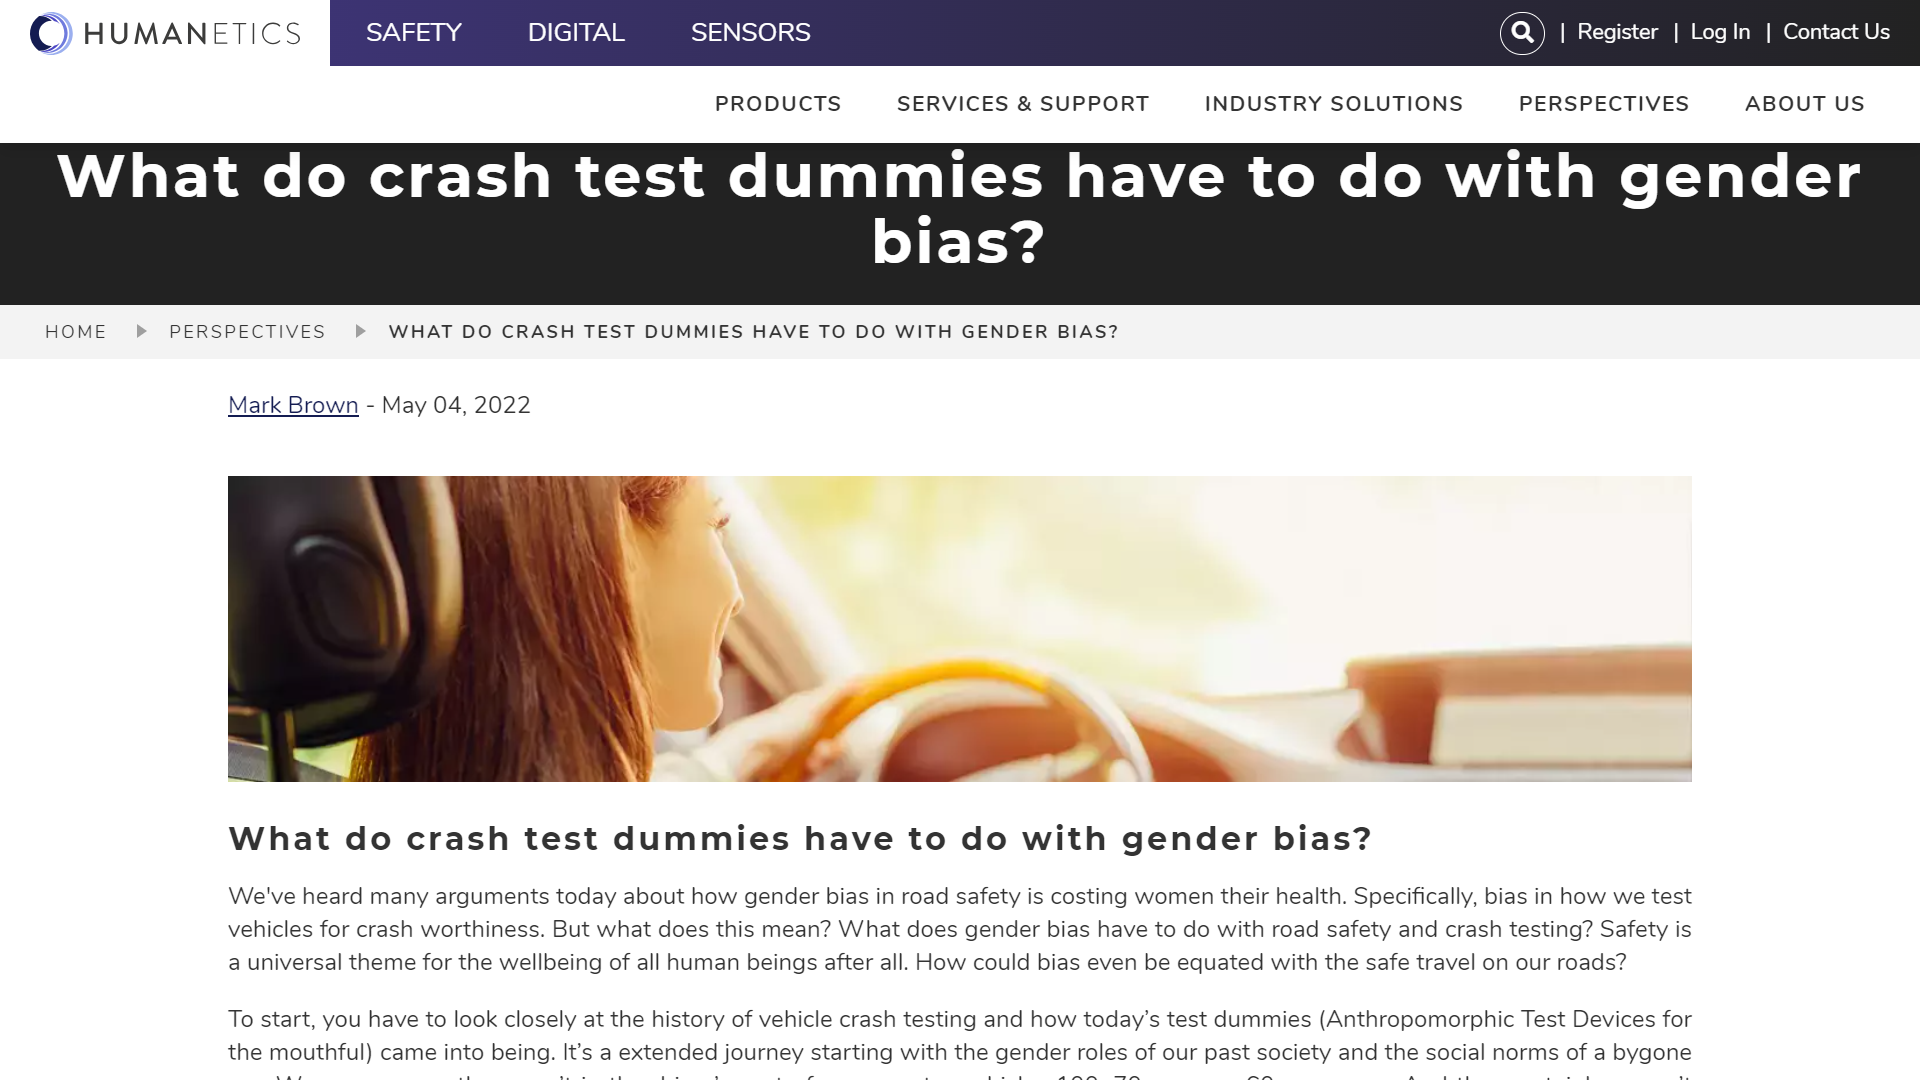 HUMANETICS
SAFETY DIGITAL SENSORS
| Register | Log In | Contact Us
PRODUCTS SERVICES & SUPPORT INDUSTRY SOLUTIONS PERSPECTIVES ABOUT US
What do crash test dummies have to do with gender
bias?
HOME PERSPECTIVES WHAT DO CRASH TEST DUMMIES HAVE TO DO WITH GENDER BIAS?
Mark Brown - May 04, 2022
What do crash test dummies have to do with gender bias?
We've heard many arguments today about how gender bias in road safety is costing women their health. Specifically, bias in how we test
vehicles for crash worthiness. But what does this mean? What does gender bias have to do with road safety and crash testing? Safety is
a universal theme for the wellbeing of all human beings after all. How could bias even be equated with the safe travel on our roads?
To start, you have to look closely at the history of vehicle crash testing and how today’s test dummies (Anthropomorphic Test Devices for
the mouthful) came into being. It’s a extended journey starting with the gender roles of our past society and the social norms of a bygone